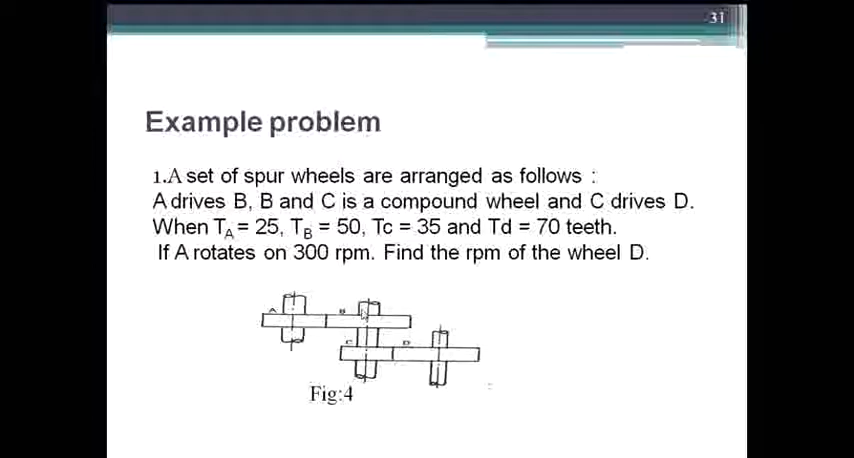 31
Example problem
1.A set of spur wheels are arranged as follows :
A drives B, B and C is a compound wheel and C drives D.
When TA = 25, TB = 50, Tc = 35 and Td = 70 teeth.
If A rotates on 300 rpm. Find the rpm of the wheel D.
A B
C D
Fig:4